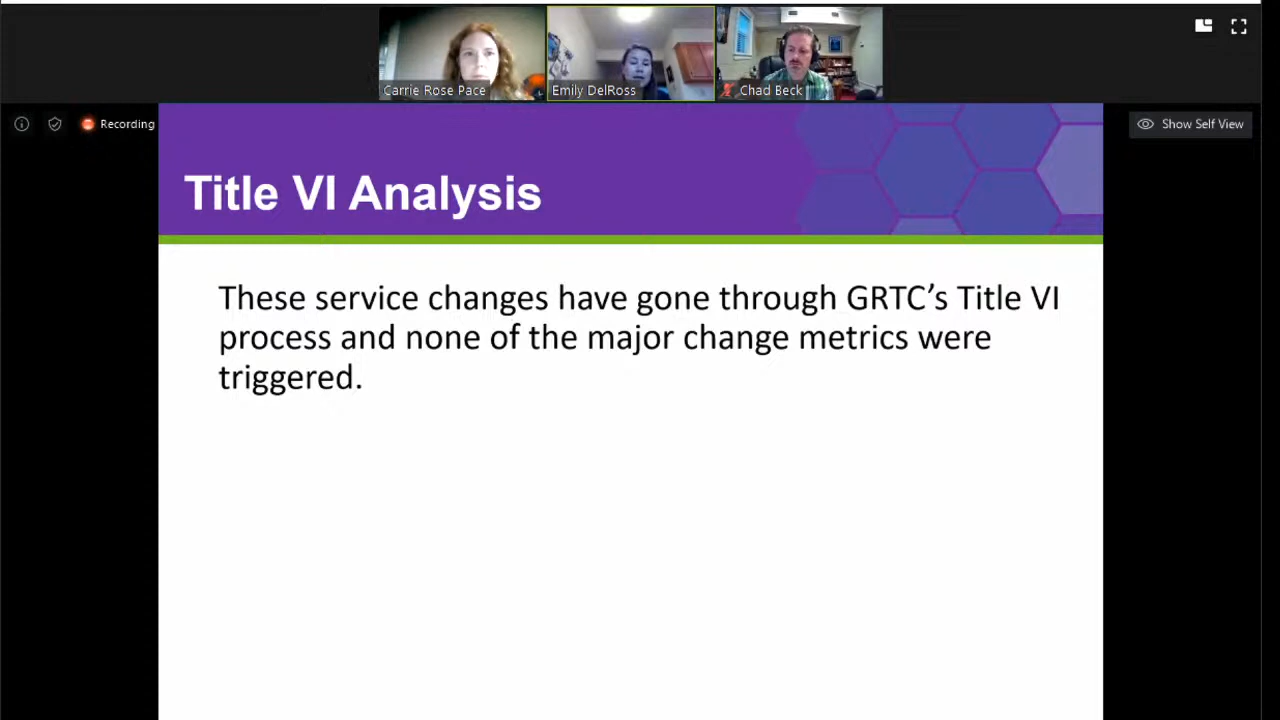 Carrie Rose Pace
Emily DelRoss
Chad Beck
Recording
Show Self View
Title VI Analysis
These service changes have gone through GRTC’s Title VI
process and none of the major change metrics were
triggered.